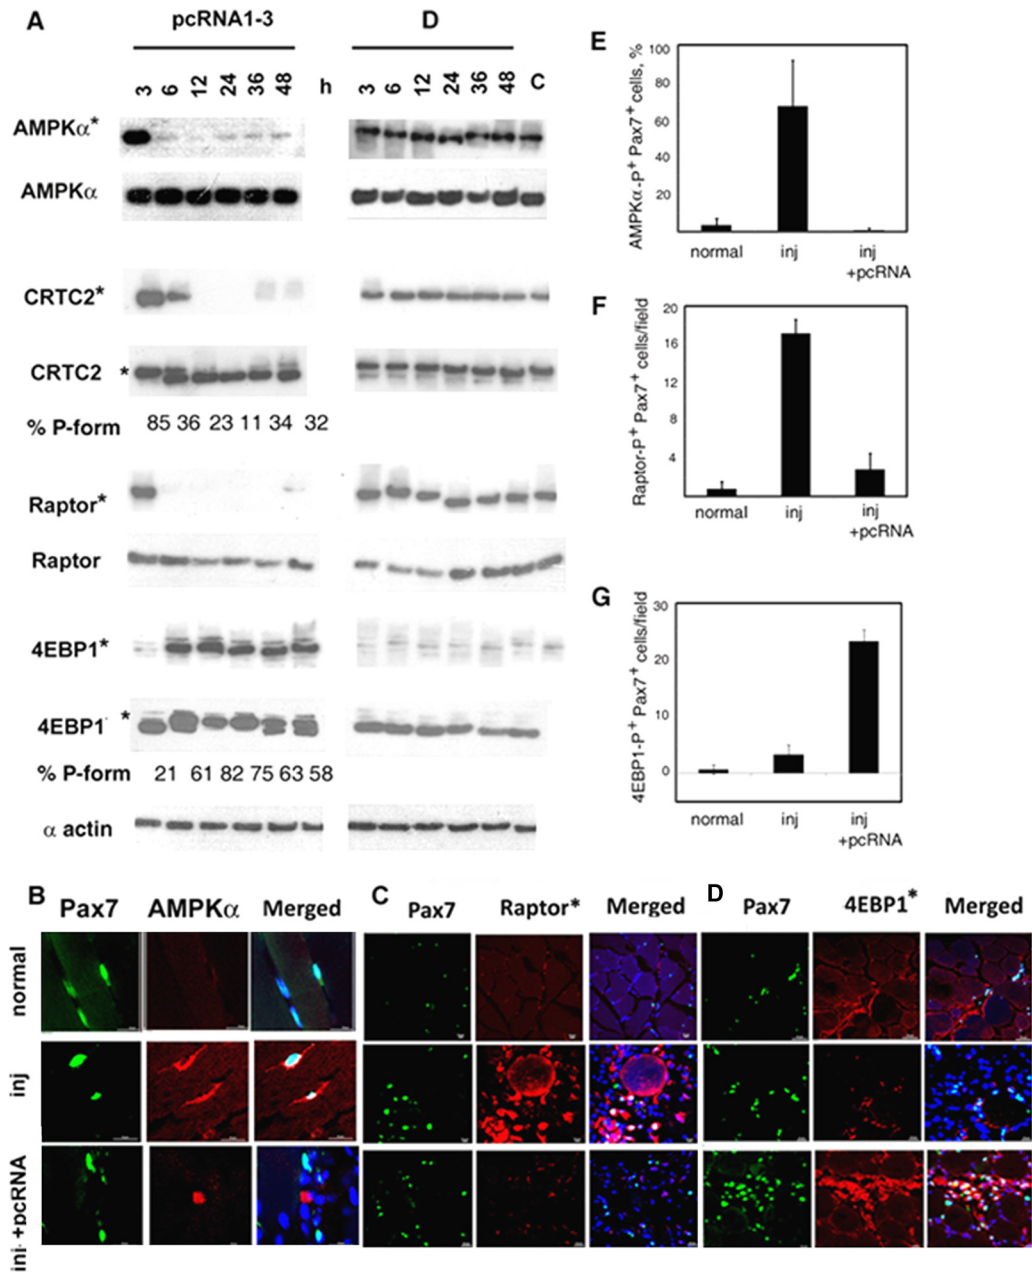 A
pcRNA1-3
D
3 6 12 24 36 48 h 3 6 12 24 36 48 C
AMPKα*
AMPKα
CRTC2*
CRTC2 *
% P-form 85 36 23 11 34 32
Raptor*
Raptor
4EBP1*
4EBP1 *
% P-form 21 61 82 75 63 58
α actin
E
AMPKα-P+ Pax7+ cells, %
100
80
60
40
20
normal inj inj
+pcRNA
F
Raptor-P+ Pax7+ cells/field
20
16
12
8
4
normal inj inj
+pcRNA
G
4EBP1-P+ Pax7+ cells/field
30
20
10
0
normal inj inj
+pcRNA
B Pax7 AMPKα Merged
C Pax7 Raptor* Merged
D Pax7 4EBP1* Merged
normal
inj
inj +pcRNA